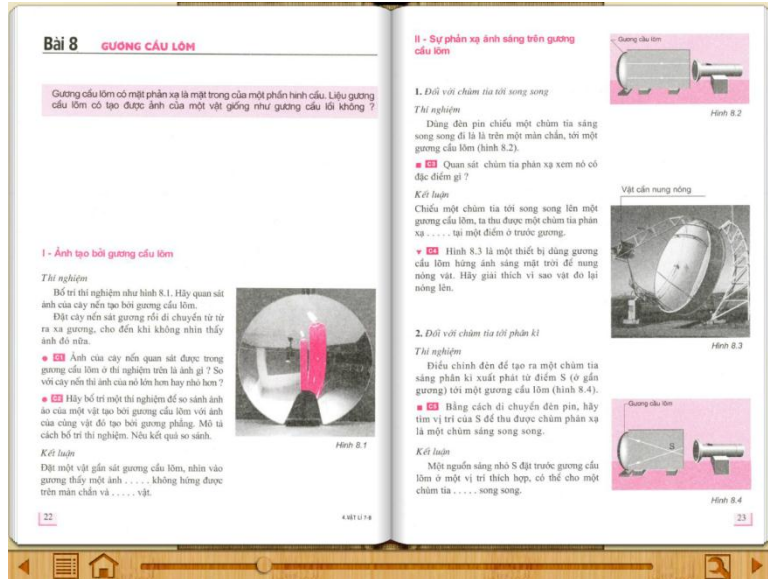 Bài 8 GƯƠNG CẦU LÕM
Gương cầu lõm có mặt phản xạ là mặt trong của một phần hình cầu. Liệu gương
cầu lõm có tạo được ảnh của một vật giống như gương cầu lồi không ?
I - Ảnh tạo bởi gương cầu lõm
Thí nghiệm
Bố trí thí nghiệm như hình 8.1. Hãy quan sát
ảnh của cây nến tạo bởi gương cầu lõm.
Đặt cây nến sát gương rồi di chuyển từ từ
ra xa gương, cho đến khi không nhìn thấy
ảnh đó nữa.
C1 Ảnh của cây nến quan sát được trong
gương cầu lõm ở thí nghiệm trên là ảnh gì ? So
với cây nến thì ảnh của nó lớn hơn hay nhỏ hơn ?
C2 Hãy bố trí một thí nghiệm để so sánh ảnh
ảo của một vật tạo bởi gương cầu lõm với ảnh
của cùng vật đó tạo bởi gương phẳng. Mô tả
cách bố trí thí nghiệm. Nêu kết quả so sánh.
Kết luận
Đặt một vật gần sát gương cầu lõm, nhìn vào
gương thấy một ảnh . . . . . không hứng được
trên màn chắn và . . . . . vật.
Hình 8.1
22
4.VẬT LÍ 7-B
II - Sự phản xạ ánh sáng trên gương
cầu lõm
1. Đối với chùm tia tới song song
Thí nghiệm
Dùng đèn pin chiếu một chùm tia sáng
song song đi là là trên một màn chắn, tới một
gương cầu lõm (hình 8.2).
C3 Quan sát chùm tia phản xạ xem nó có
đặc điểm gì ?
Kết luận
Chiếu một chùm tia tới song song lên một
gương cầu lõm, ta thu được một chùm tia phản
xạ . . . . . tại một điểm ở trước gương.
C4 Hình 8.3 là một thiết bị dùng gương
cầu lõm hứng ánh sáng mặt trời để nung
nóng vật. Hãy giải thích vì sao vật đó lại
nóng lên.
2. Đối với chùm tia tới phân kì
Thí nghiệm
Điều chỉnh đèn để tạo ra một chùm tia
sáng phân kì xuất phát từ điểm S (ở gần
gương) tới một gương cầu lõm (hình 8.4).
C5 Bằng cách di chuyển đèn pin, hãy
tìm vị trí của S để thu được chùm phản xạ
là một chùm sáng song song.
Kết luận
Một nguồn sáng nhỏ S đặt trước gương cầu
lõm ở một vị trí thích hợp, có thể cho một
chùm tia . . . . . song song.
Gương cầu lõm
Hình 8.2
Vật cần nung nóng
Hình 8.3
Gương cầu lõm
S
Hình 8.4
23